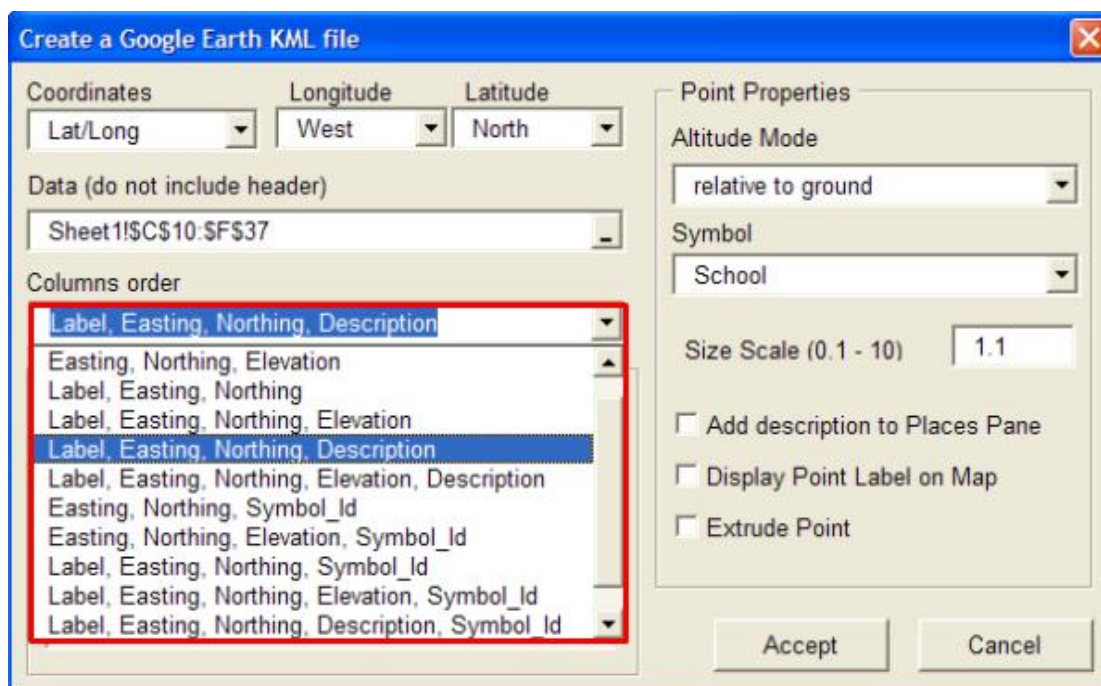 Create a Google Earth KML file
Coordinates
Longitude
Latitude
Lat/Long
West
North
Data (do not include header)
Sheet1!$C$10:$F$37
Columns order
Label, Easting, Northing, Description
Easting, Northing, Elevation
Label, Easting, Northing
Label, Easting, Northing, Elevation
Label, Easting, Northing, Description
Label, Easting, Northing, Elevation, Description
Easting, Northing, Symbol_Id
Easting, Northing, Elevation, Symbol_Id
Label, Easting, Northing, Symbol_Id
Label, Easting, Northing, Elevation, Symbol_Id
Label, Easting, Northing, Description, Symbol_Id
Point Properties
Altitude Mode
relative to ground
Symbol
School
Size Scale (0.1 - 10)
1.1
Add description to Places Pane
Display Point Label on Map
Extrude Point
Accept
Cancel